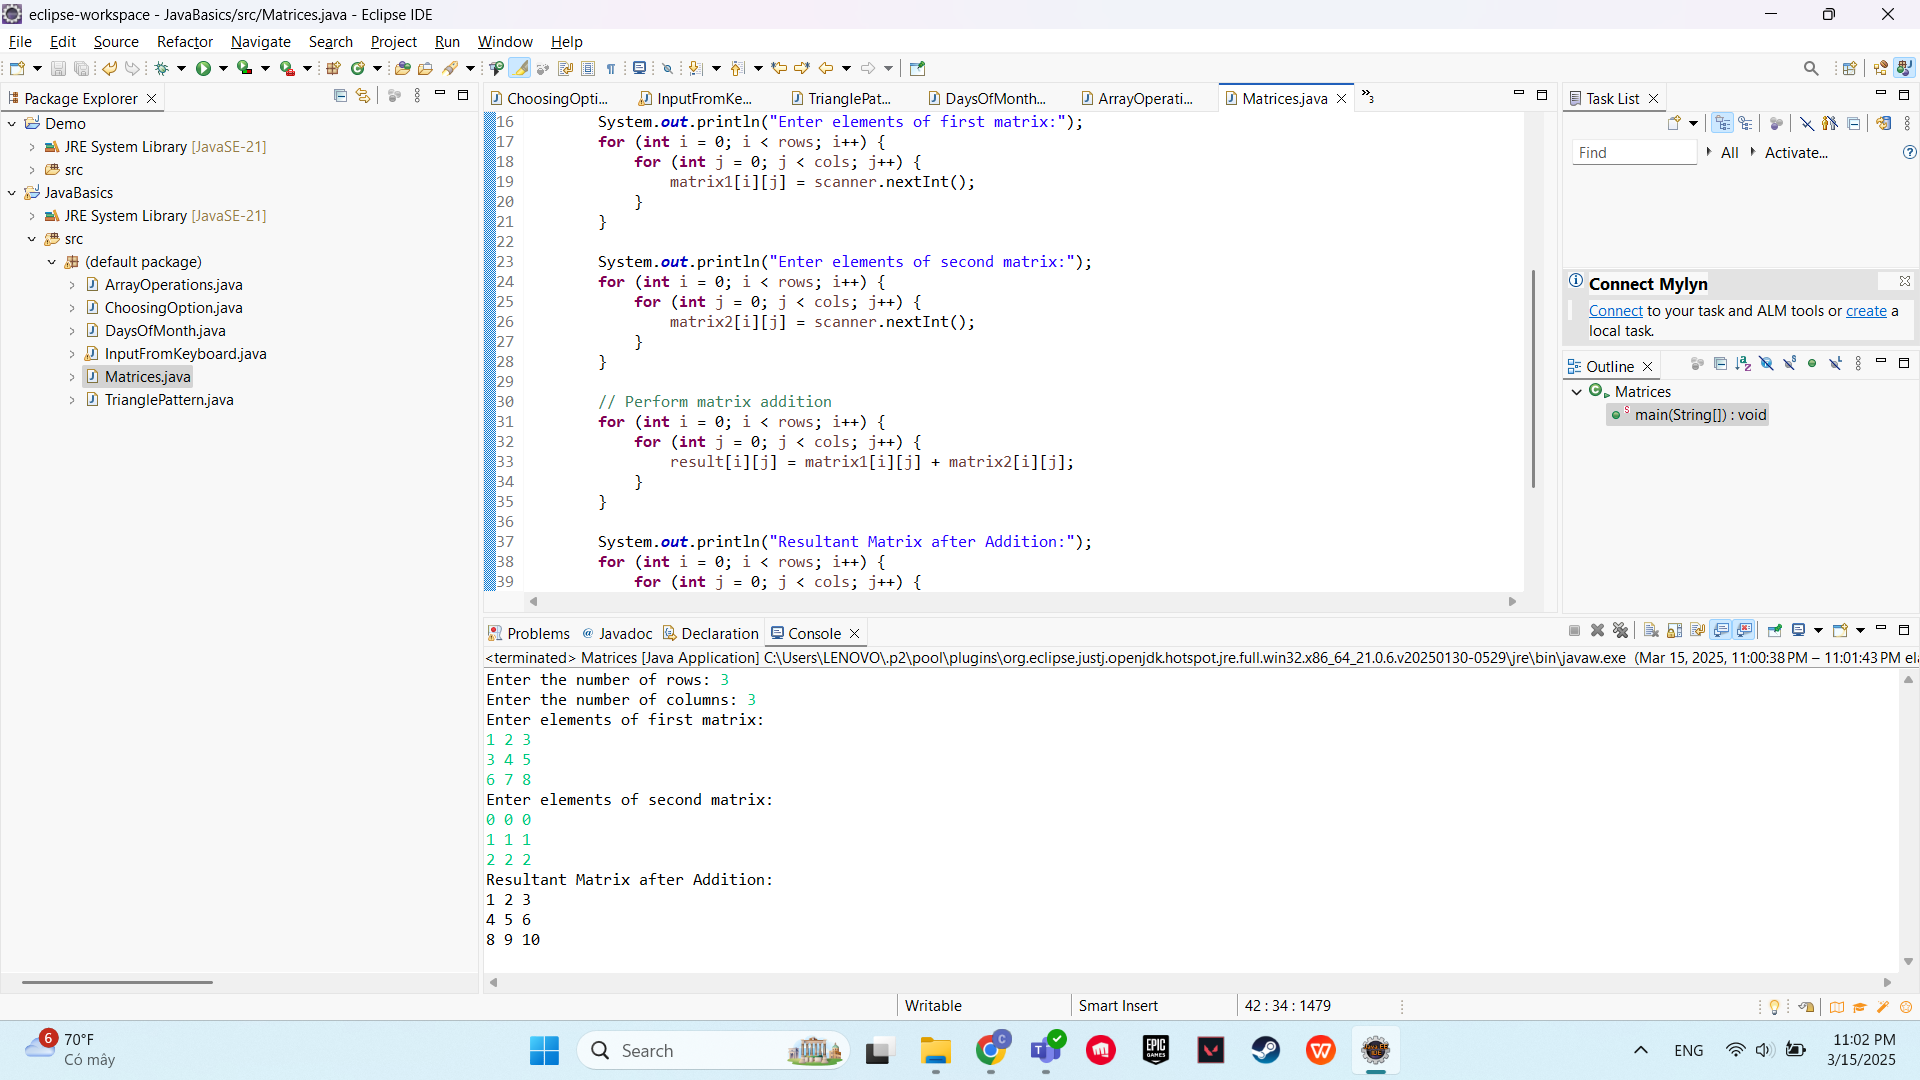 eclipse-workspace - JavaBasics/src/Matrices.java - Eclipse IDE
File Edit Source Refactor Navigate Search Project Run Window Help
Package Explorer
Demo
JRE System Library [JavaSE-21]
src
JavaBasics
JRE System Library [JavaSE-21]
src
(default package)
ArrayOperations.java
ChoosingOption.java
DaysOfMonth.java
InputFromKeyboard.java
Matrices.java
TrianglePattern.java
ChoosingOpti... InputFromKe... TrianglePat... DaysOfMonth... ArrayOperati... Matrices.java 3
16 System.out.println("Enter elements of first matrix:");
17 for (int i = 0; i < rows; i++) {
18 for (int j = 0; j < cols; j++) {
19 matrix1[i][j] = scanner.nextInt();
20 }
21 }
22
23 System.out.println("Enter elements of second matrix:");
24 for (int i = 0; i < rows; i++) {
25 for (int j = 0; j < cols; j++) {
26 matrix2[i][j] = scanner.nextInt();
27 }
28 }
29
30 // Perform matrix addition
31 for (int i = 0; i < rows; i++) {
32 for (int j = 0; j < cols; j++) {
33 result[i][j] = matrix1[i][j] + matrix2[i][j];
34 }
35 }
36
37 System.out.println("Resultant Matrix after Addition:");
38 for (int i = 0; i < rows; i++) {
39 for (int j = 0; j < cols; j++) {
Task List
Find All Activate...
Connect Mylyn
Connect to your task and ALM tools or create a
local task.
Outline
Matrices
main(String[]) : void
Problems Javadoc Declaration Console
<terminated> Matrices [Java Application] C:\Users\LENOVO\.p2\pool\plugins\org.eclipse.justj.openjdk.hotspot.jre.full.win32.x86_64_21.0.6.v20250130-0529\jre\bin\javaw.exe (Mar 15, 2025, 11:00:38 PM – 11:01:43 PM ela
Enter the number of rows: 3
Enter the number of columns: 3
Enter elements of first matrix:
1 2 3
3 4 5
6 7 8
Enter elements of second matrix:
0 0 0
1 1 1
2 2 2
Resultant Matrix after Addition:
1 2 3
4 5 6
8 9 10
Writable Smart Insert 42 : 34 : 1479
6 70°F
Có mây
Search
C
EPIC GAMES
ENG
11:02 PM
3/15/2025